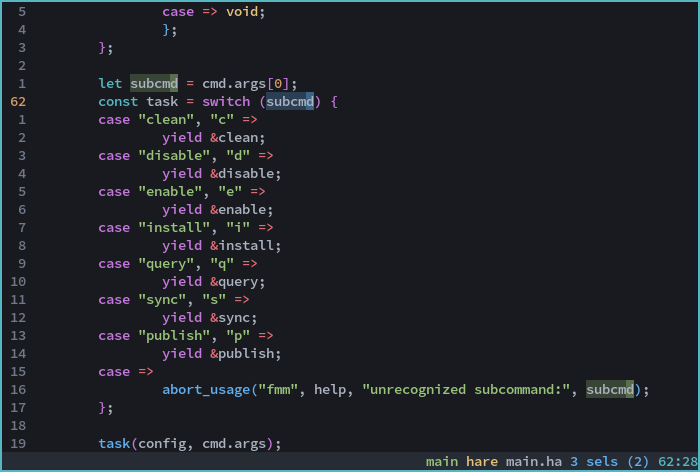 5 case => void;
4 };
3 };
2
1 let subcmd = cmd.args[0];
62 const task = switch (subcmd) {
1 case "clean", "c" =>
2 yield &clean;
3 case "disable", "d" =>
4 yield &disable;
5 case "enable", "e" =>
6 yield &enable;
7 case "install", "i" =>
8 yield &install;
9 case "query", "q" =>
10 yield &query;
11 case "sync", "s" =>
12 yield &sync;
13 case "publish", "p" =>
14 yield &publish;
15 case =>
16 abort_usage("fmm", help, "unrecognized subcommand:", subcmd);
17 };
18
19 task(config, cmd.args);
main hare main.ha 3 sels (2) 62:28